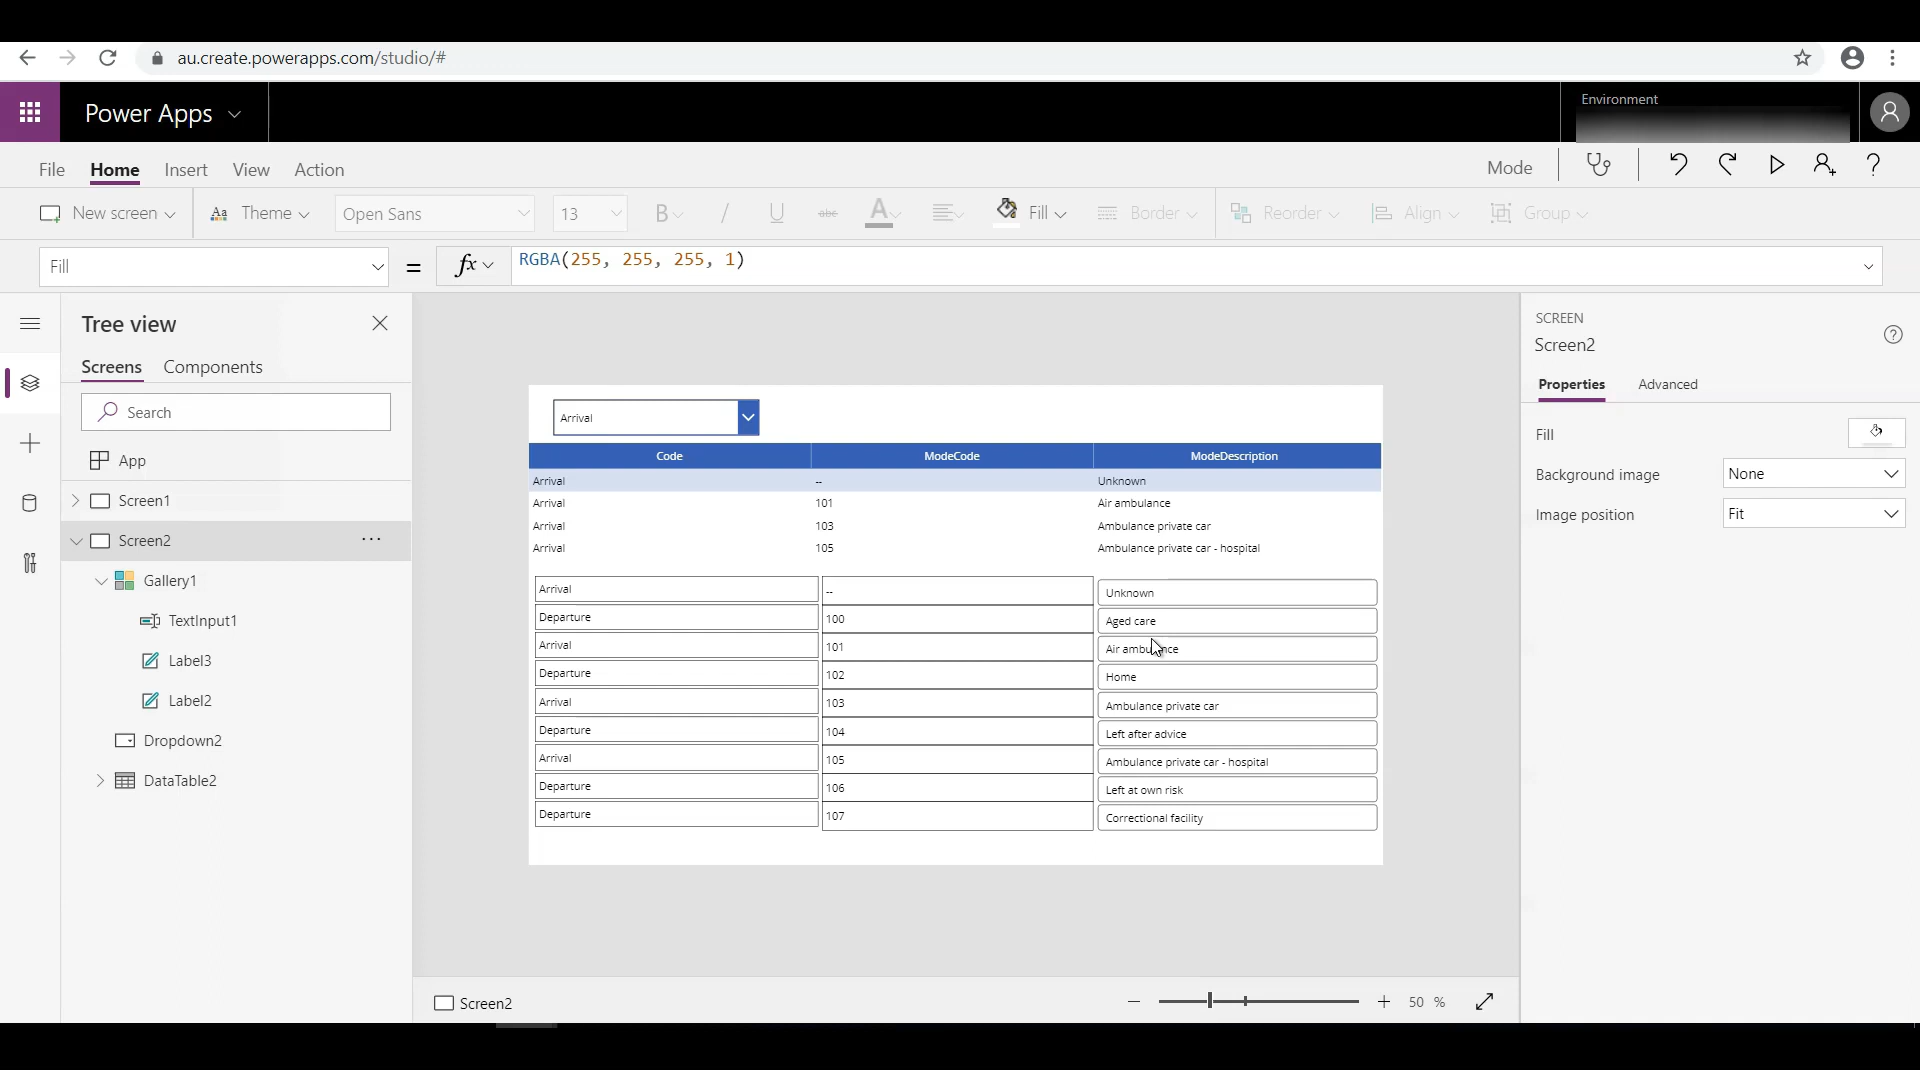 au.create.powerapps.com/studio/#
Power Apps
Environment
File Home Insert View Action Mode
New screen Theme Open Sans 13 B / U abc A Fill Border Reorder Align Group
Fill = fx RGBA(255, 255, 255, 1)
Tree view
Screens Components
Search
App
Screen1
Screen2
Gallery1
TextInput1
Label3
Label2
Dropdown2
DataTable2
Arrival
Code ModeCode ModeDescription
Arrival -- Unknown
Arrival 101 Air ambulance
Arrival 103 Ambulance private car
Arrival 105 Ambulance private car - hospital
Arrival -- Unknown
Departure 100 Aged care
Arrival 101 Air ambulance
Departure 102 Home
Arrival 103 Ambulance private car
Departure 104 Left after advice
Arrival 105 Ambulance private car - hospital
Departure 106 Left at own risk
Departure 107 Correctional facility
Screen2
50 %
SCREEN
Screen2
Properties Advanced
Fill
Background image None
Image position Fit